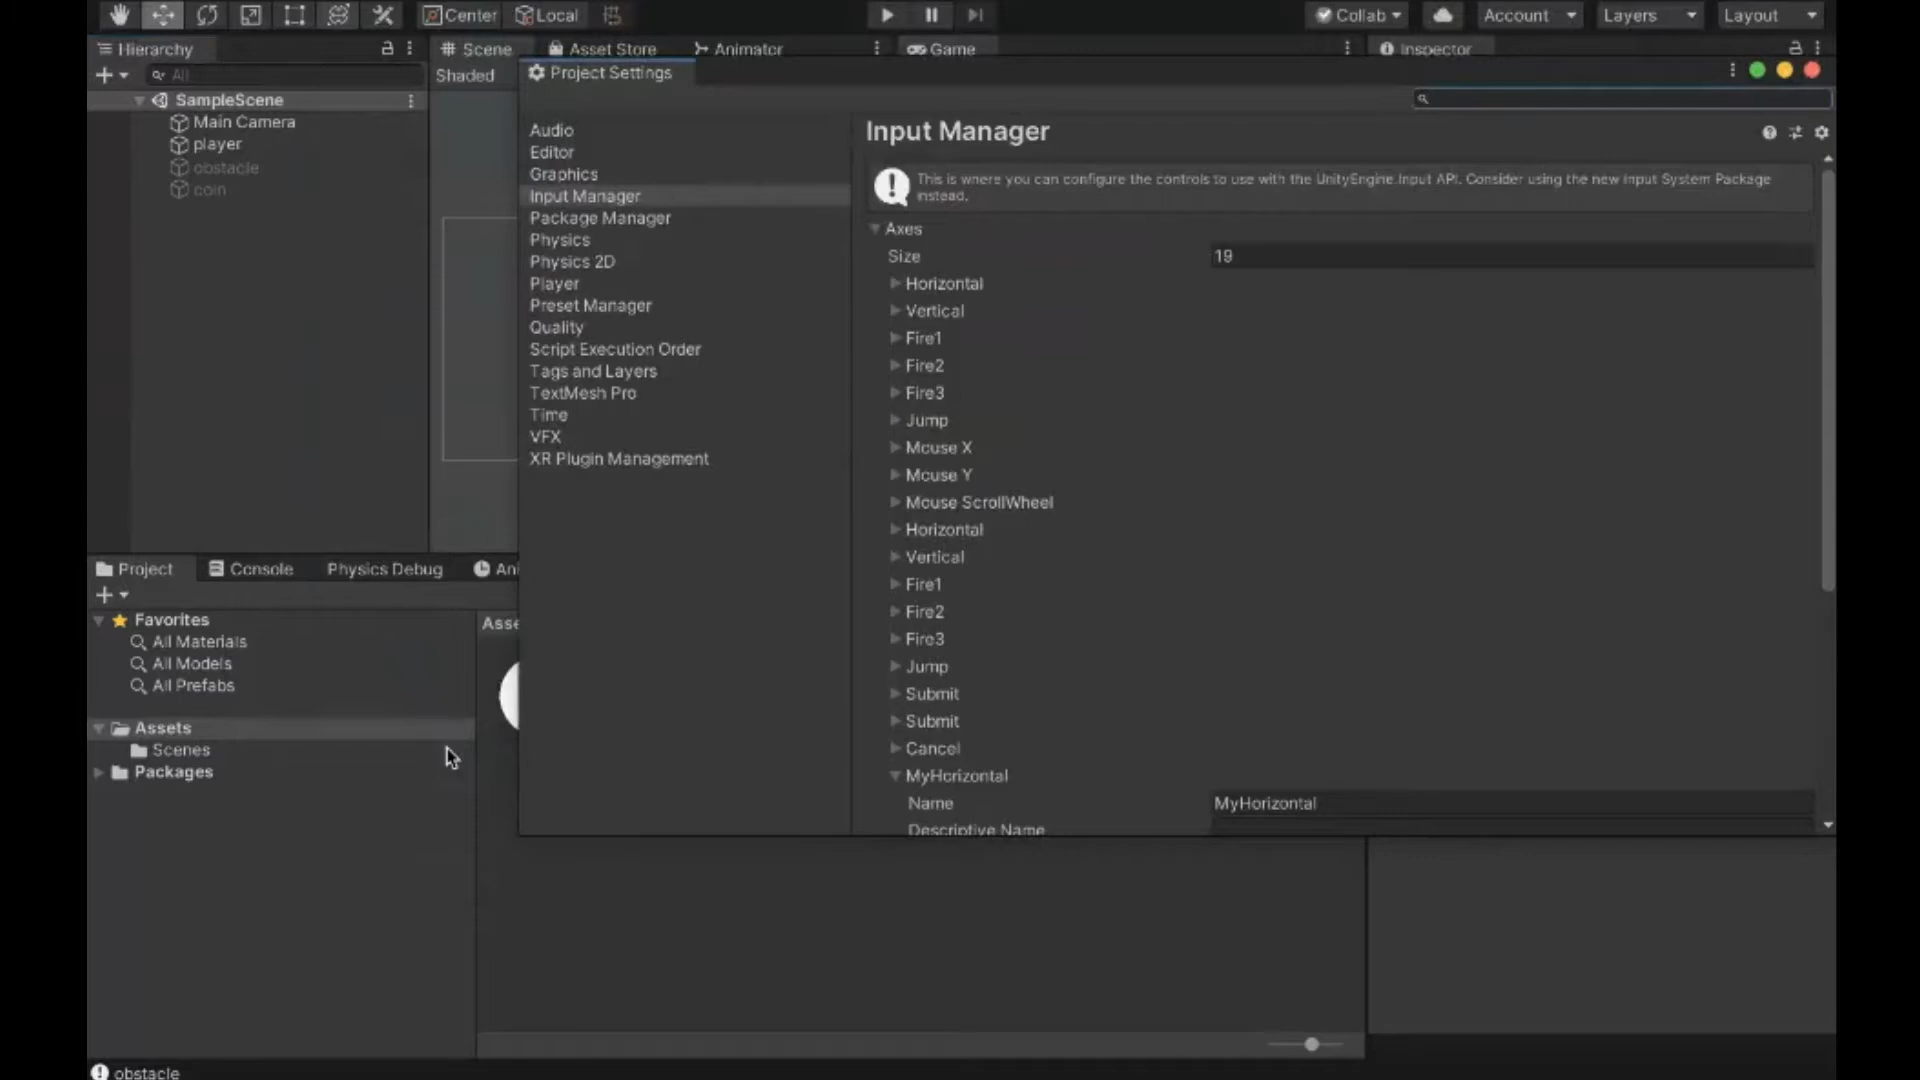 Center
Local
Collab
Account
Layers
Layout
Hierarchy
Scene
Asset Store
Animator
Game
Inspector
All
Shaded
Project Settings
SampleScene
Main Camera
player
obstacle
coin
Audio
Editor
Graphics
Input Manager
Package Manager
Physics
Physics 2D
Player
Preset Manager
Quality
Script Execution Order
Tags and Layers
TextMesh Pro
Time
VFX
XR Plugin Management
Input Manager
This is where you can configure the controls to use with the UnityEngine.Input API. Consider using the new Input System Package
instead.
Axes
Size 19
Horizontal
Vertical
Fire1
Fire2
Fire3
Jump
Mouse X
Mouse Y
Mouse ScrollWheel
Horizontal
Vertical
Fire1
Fire2
Fire3
Jump
Submit
Submit
Cancel
MyHorizontal
Name MyHorizontal
Descriptive Name
Project
Console
Physics Debug
Ani
Favorites
All Materials
All Models
All Prefabs
Asse
Assets
Scenes
Packages
obstacle